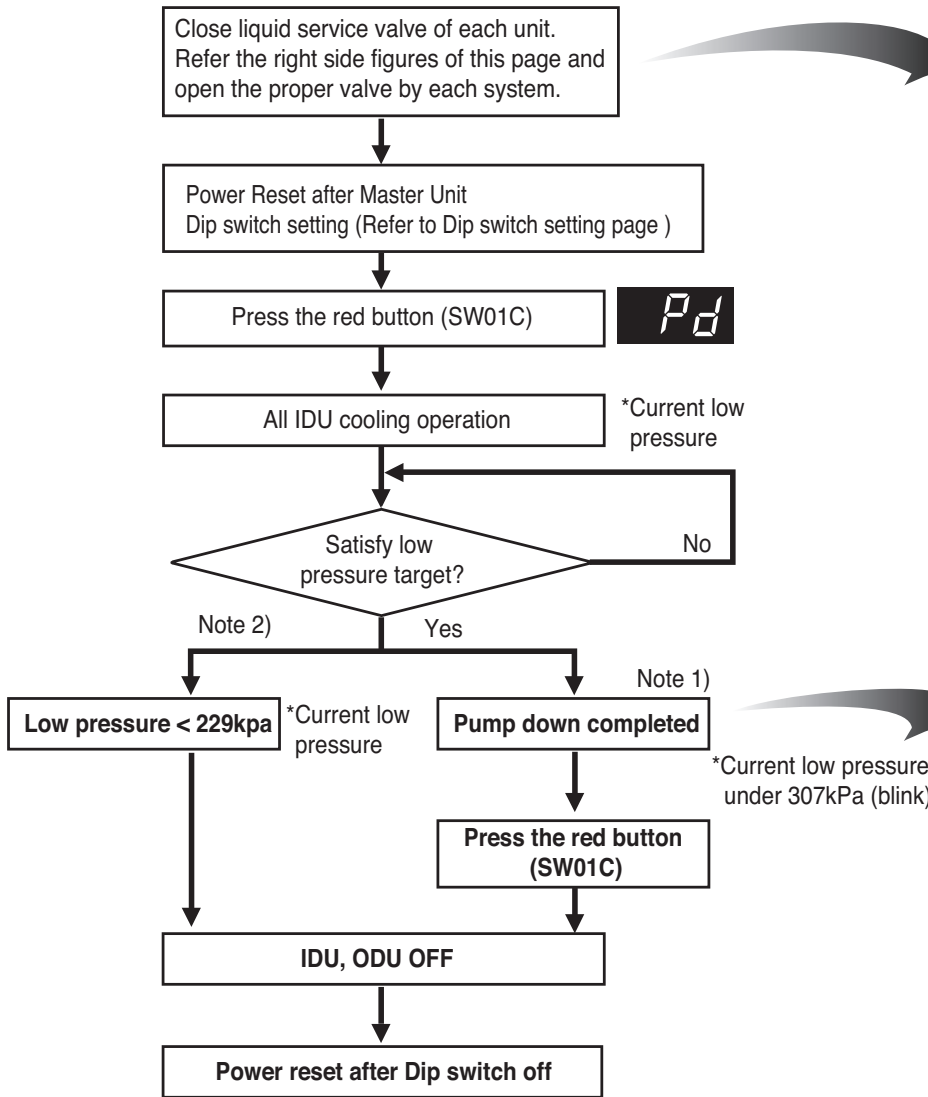 Close liquid service valve of each unit.
Refer the right side figures of this page and
open the proper valve by each system.
Power Reset after Master Unit
Dip switch setting (Refer to Dip switch setting page )
Press the red button (SW01C)
Pd
All IDU cooling operation
*Current low
pressure
Satisfy low
pressure target?
No
Note 2)
Yes
Note 1)
Low pressure < 229kpa
*Current low
pressure
Pump down completed
*Current low pressure
under 307kPa (blink)
Press the red button
(SW01C)
IDU, ODU OFF
Power reset after Dip switch off